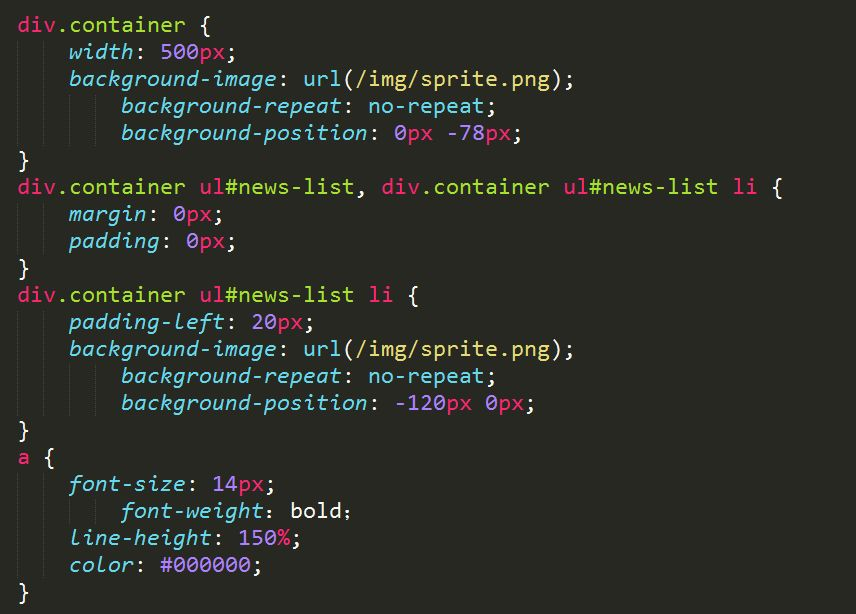 div.container {
    width: 500px;
    background-image: url(/img/sprite.png);
        background-repeat: no-repeat;
        background-position: 0px -78px;
}
div.container ul#news-list, div.container ul#news-list li {
    margin: 0px;
    padding: 0px;
}
div.container ul#news-list li {
    padding-left: 20px;
    background-image: url(/img/sprite.png);
        background-repeat: no-repeat;
        background-position: -120px 0px;
}
a {
    font-size: 14px;
        font-weight：bold；
    line-height: 150%;
    color: #000000;
}